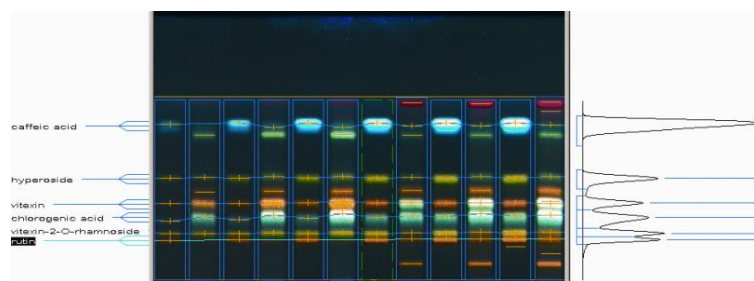 caffeic acid
hyperoside
vitexin
chlorogenic acid
vitexin-2-O-rhamnoside
rutin